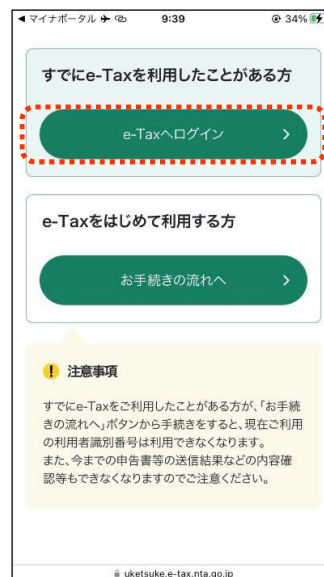 ◀ マイナポータル 9:39 34%
すでにe-Taxを利用したことがある方
e-Taxへログイン
e-Taxをはじめて利用する方
お手続きの流れへ
注意事項
すでにe-Taxをご利用したことがある方が、「お手続
きの流れへ」ボタンから手続きをすると、現在ご利用
の利用者識別番号は利用できなくなります。
また、今までの申告書等の送信結果などの内容確
認等もできなくなりますのでご注意ください。
uketsuke.e-tax.nta.go.jp